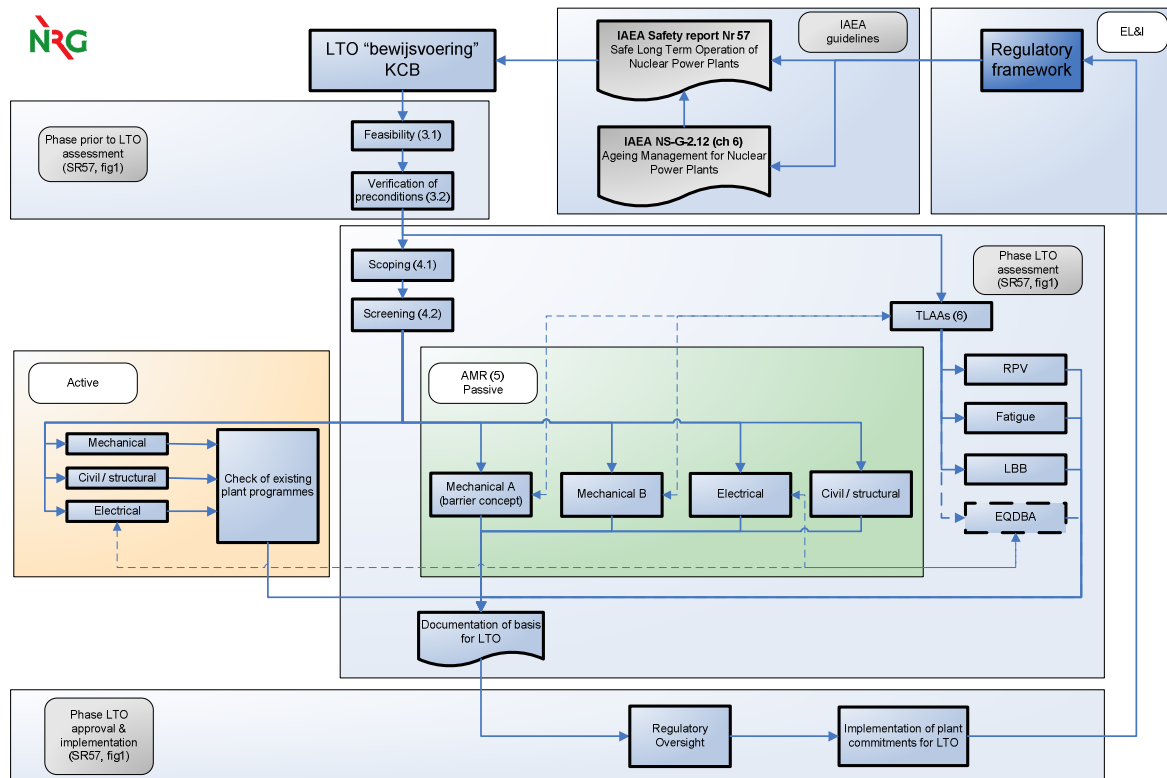 NRG
LTO “bewijsvoering”
KCB
IAEA Safety report Nr 57
Safe Long Term Operation of
Nuclear Power Plants
IAEA
guidelines
EL&I
Regulatory
framework
Phase prior to LTO
assessment
(SR57, fig1)
Feasibility (3.1)
IAEA NS-G-2.12 (ch 6)
Ageing Management for Nuclear
Power Plants
Verification of
preconditions (3.2)
Scoping (4.1)
Phase LTO
assessment
(SR57, fig1)
Screening (4.2)
TLAAs (6)
Active
AMR (5)
Passive
RPV
Fatigue
Mechanical
Civil / structural
Electrical
Check of existing
plant programmes
Mechanical A
(barrier concept)
Mechanical B
Electrical
Civil / structural
LBB
EQDBA
Documentation of basis
for LTO
Phase LTO
approval &
implementation
(SR57, fig1)
Regulatory
Oversight
Implementation of plant
commitments for LTO